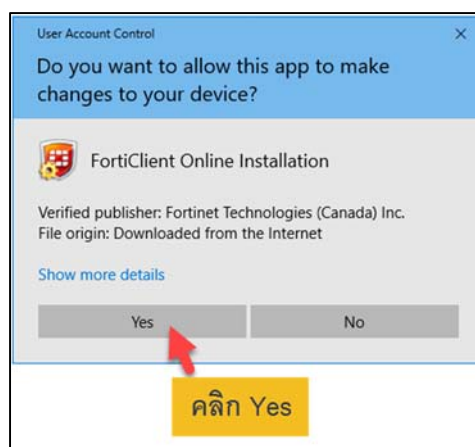 User Account Control
Do you want to allow this app to make
changes to your device?
FortiClient Online Installation
Verified publisher: Fortinet Technologies (Canada) Inc.
File origin: Downloaded from the Internet
Show more details
Yes
No
คลิก Yes